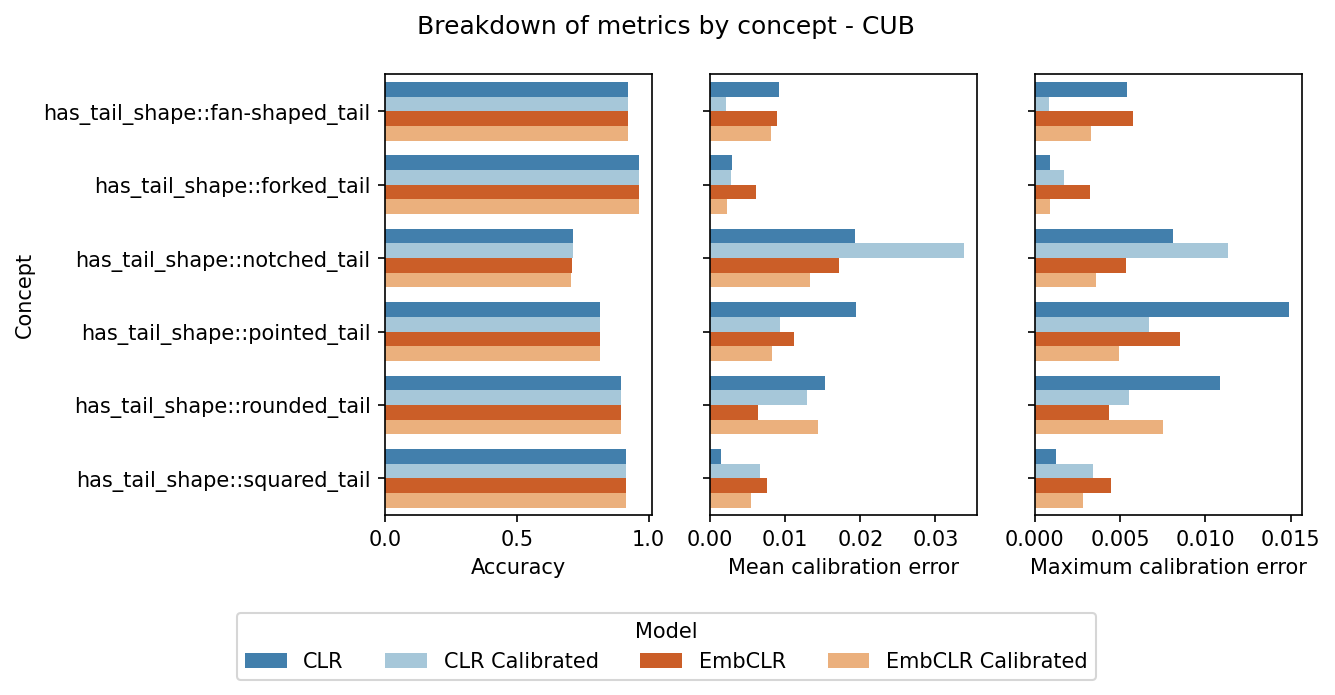 Breakdown of metrics by concept - CUB
Concept
has_tail_shape::fan-shaped_tail
has_tail_shape::forked_tail
has_tail_shape::notched_tail
has_tail_shape::pointed_tail
has_tail_shape::rounded_tail
has_tail_shape::squared_tail
0.0 0.5 1.0
Accuracy
0.00 0.01 0.02 0.03
Mean calibration error
0.000 0.005 0.010 0.015
Maximum calibration error
Model
CLR CLR Calibrated EmbCLR EmbCLR Calibrated